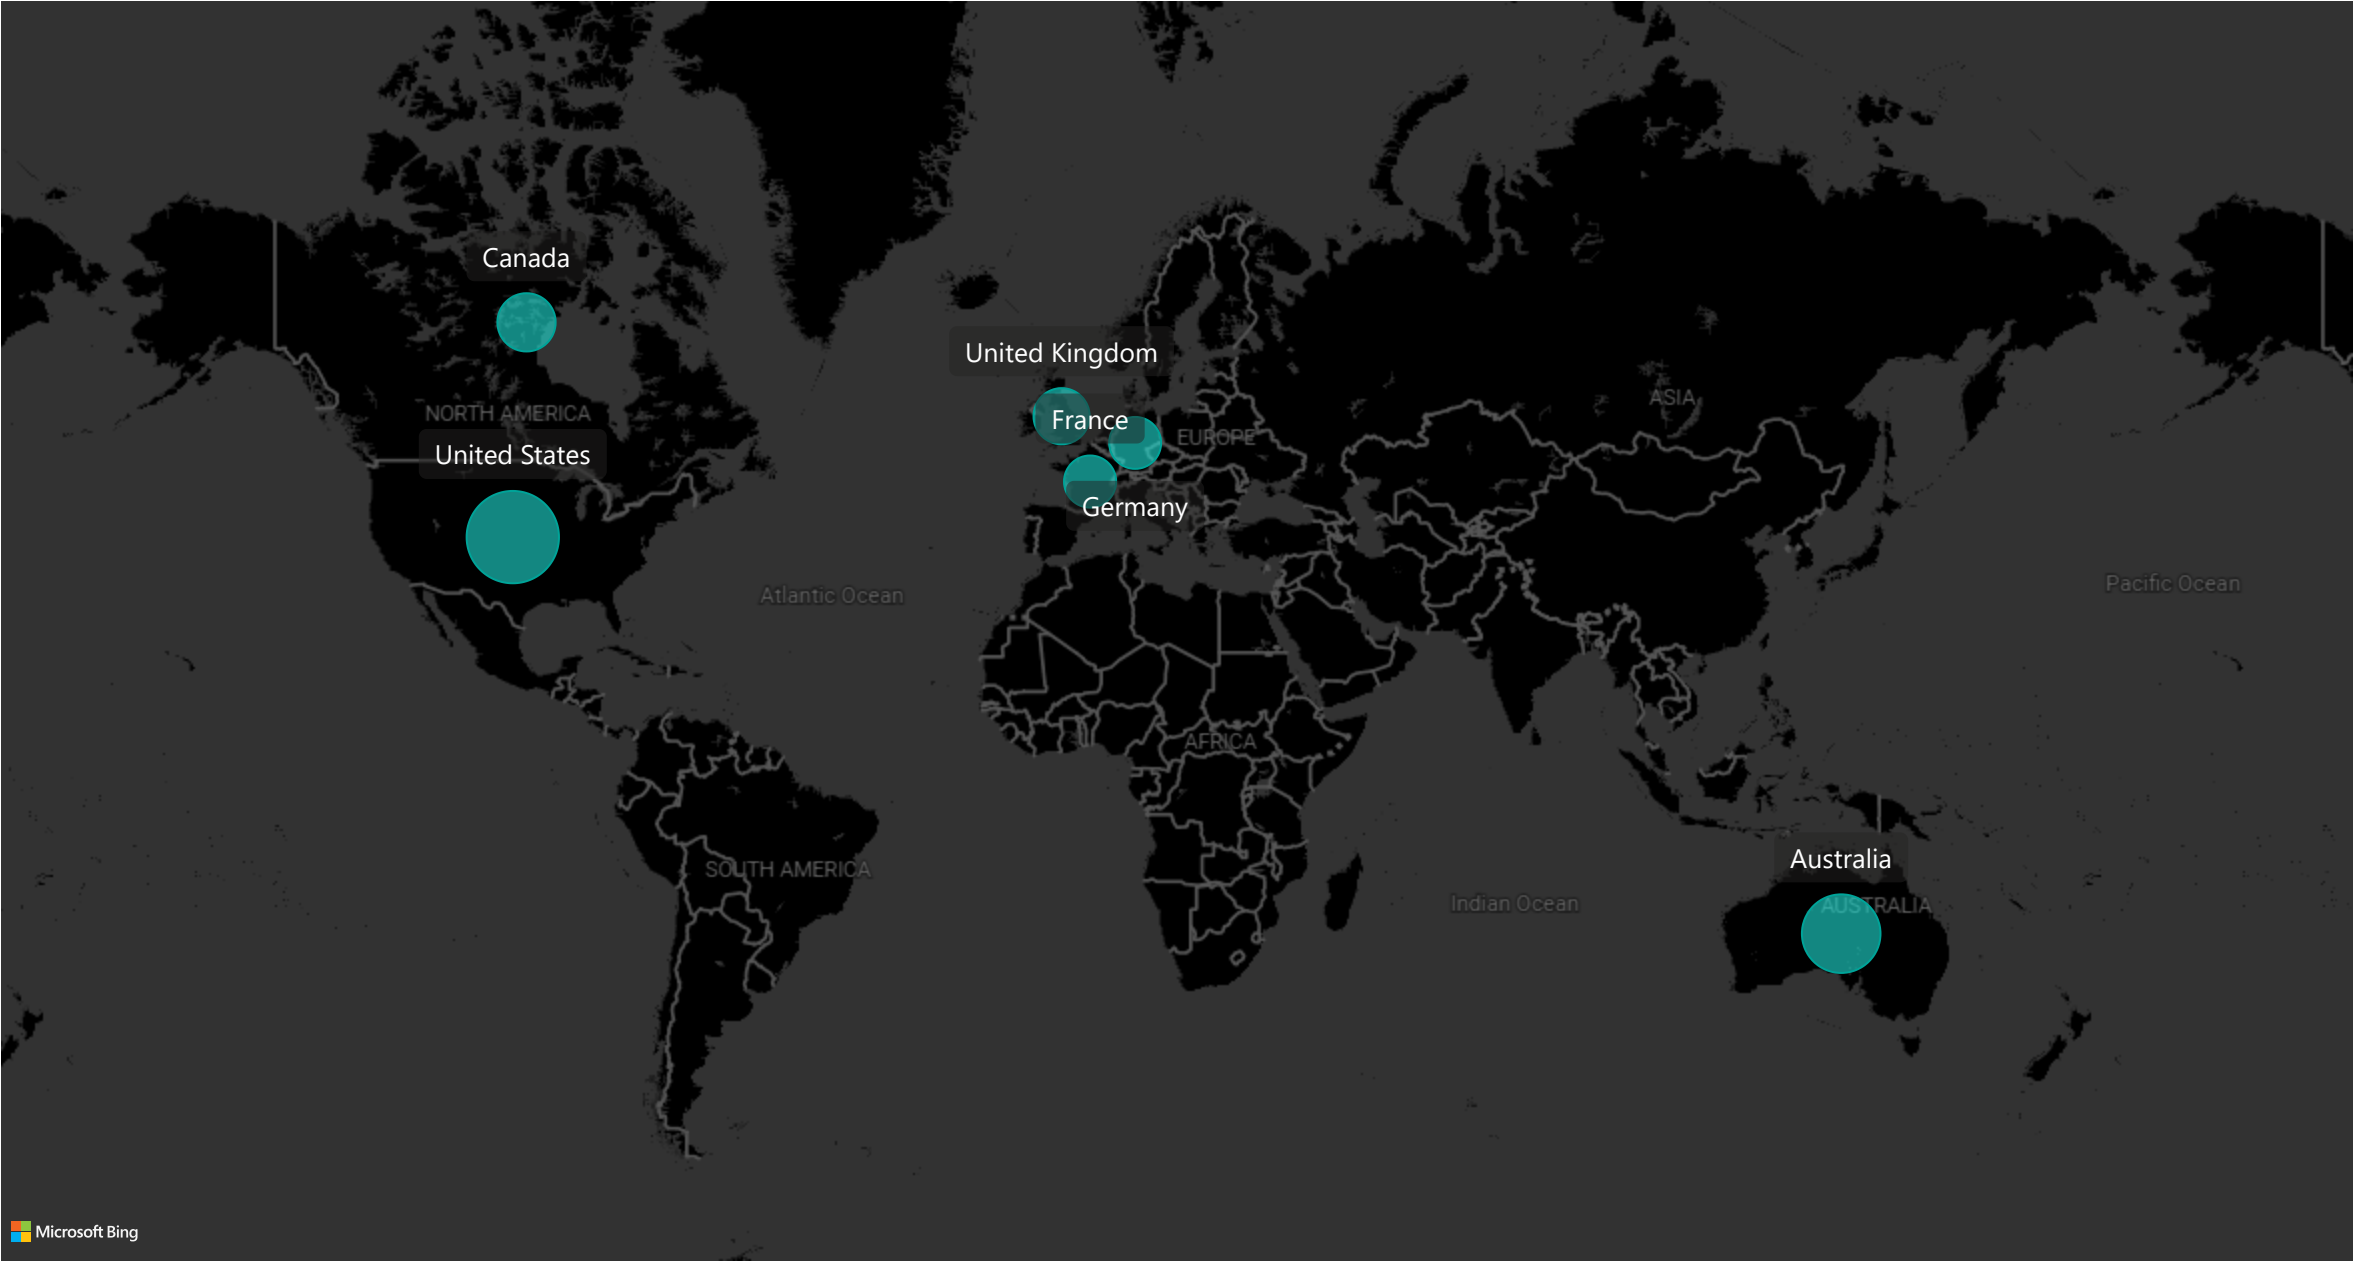 Canada
United Kingdom
ASIA
NORTH AMERICA
France
EUROPE
United States
Germany
Pacific Ocean
Atlantic Ocean
AFRICA
Australia
SOUTH AMERICA
Indian Ocean
AUSTRALIA
Microsoft Bing